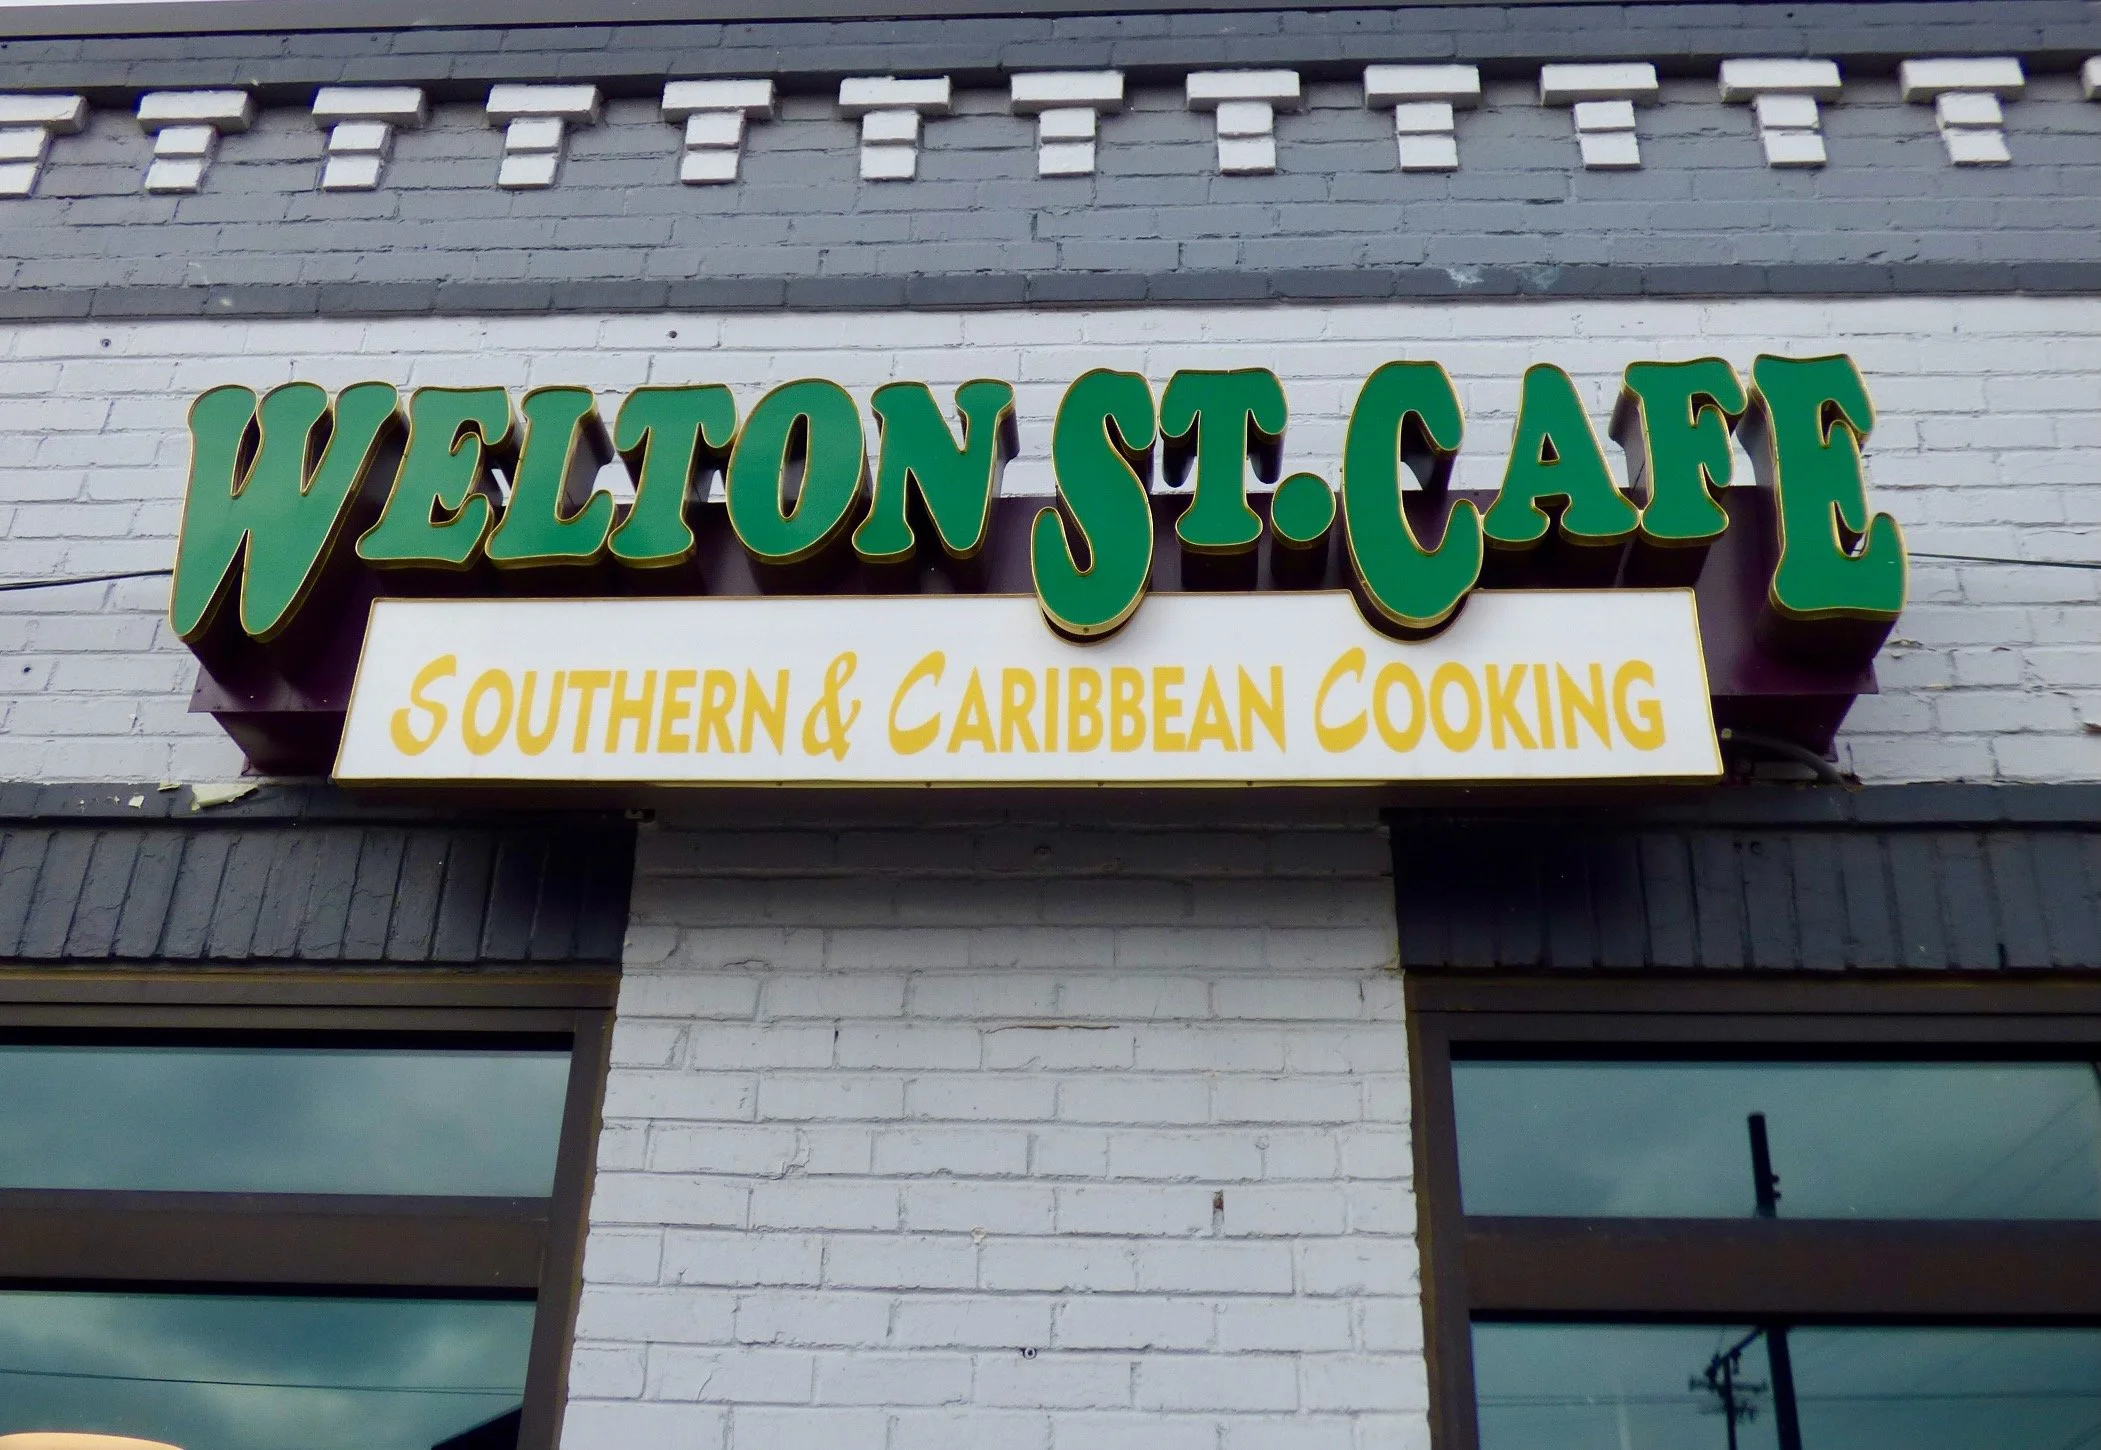 WELTON ST. CAFE
SOUTHERN & CARIBBEAN COOKING